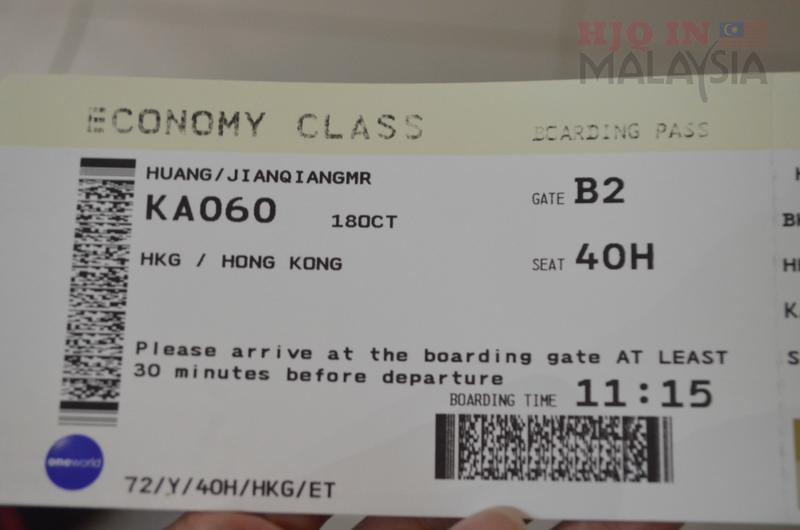 HJQ IN
MALAYSIA
ECONOMY CLASS
BOARDING PASS
HUANG/JIANQIANGMR
KA060 18OCT
GATE B2
HKG / HONG KONG
SEAT 40H
Please arrive at the boarding gate AT LEAST
30 minutes before departure
BOARDING TIME 11:15
oneworld
72/Y/40H/HKG/ET